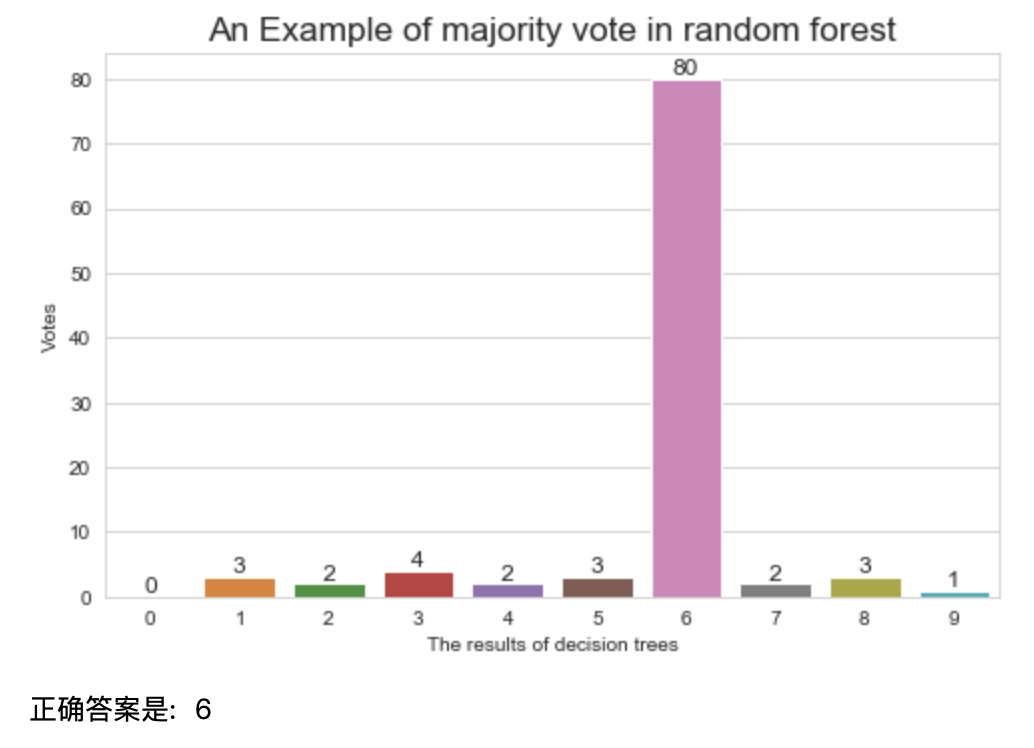 An Example of majority vote in random forest
80
80
70
60
50
40
30
20
10
0
Votes
0 3 2 4 2 3 2 3 1
0 1 2 3 4 5 6 7 8 9
The results of decision trees
正确答案是: 6